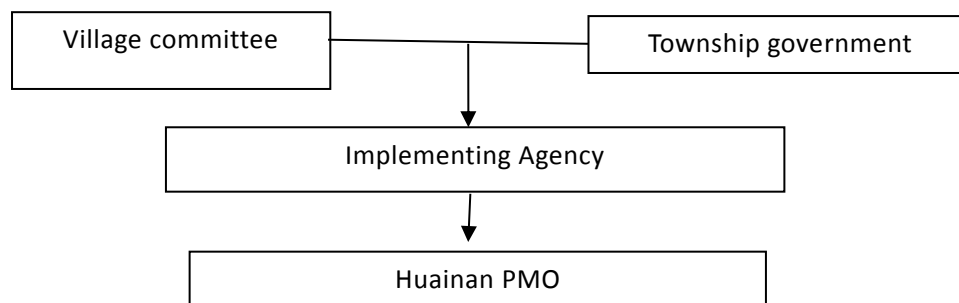 Village committee
Township government
Implementing Agency
Huainan PMO